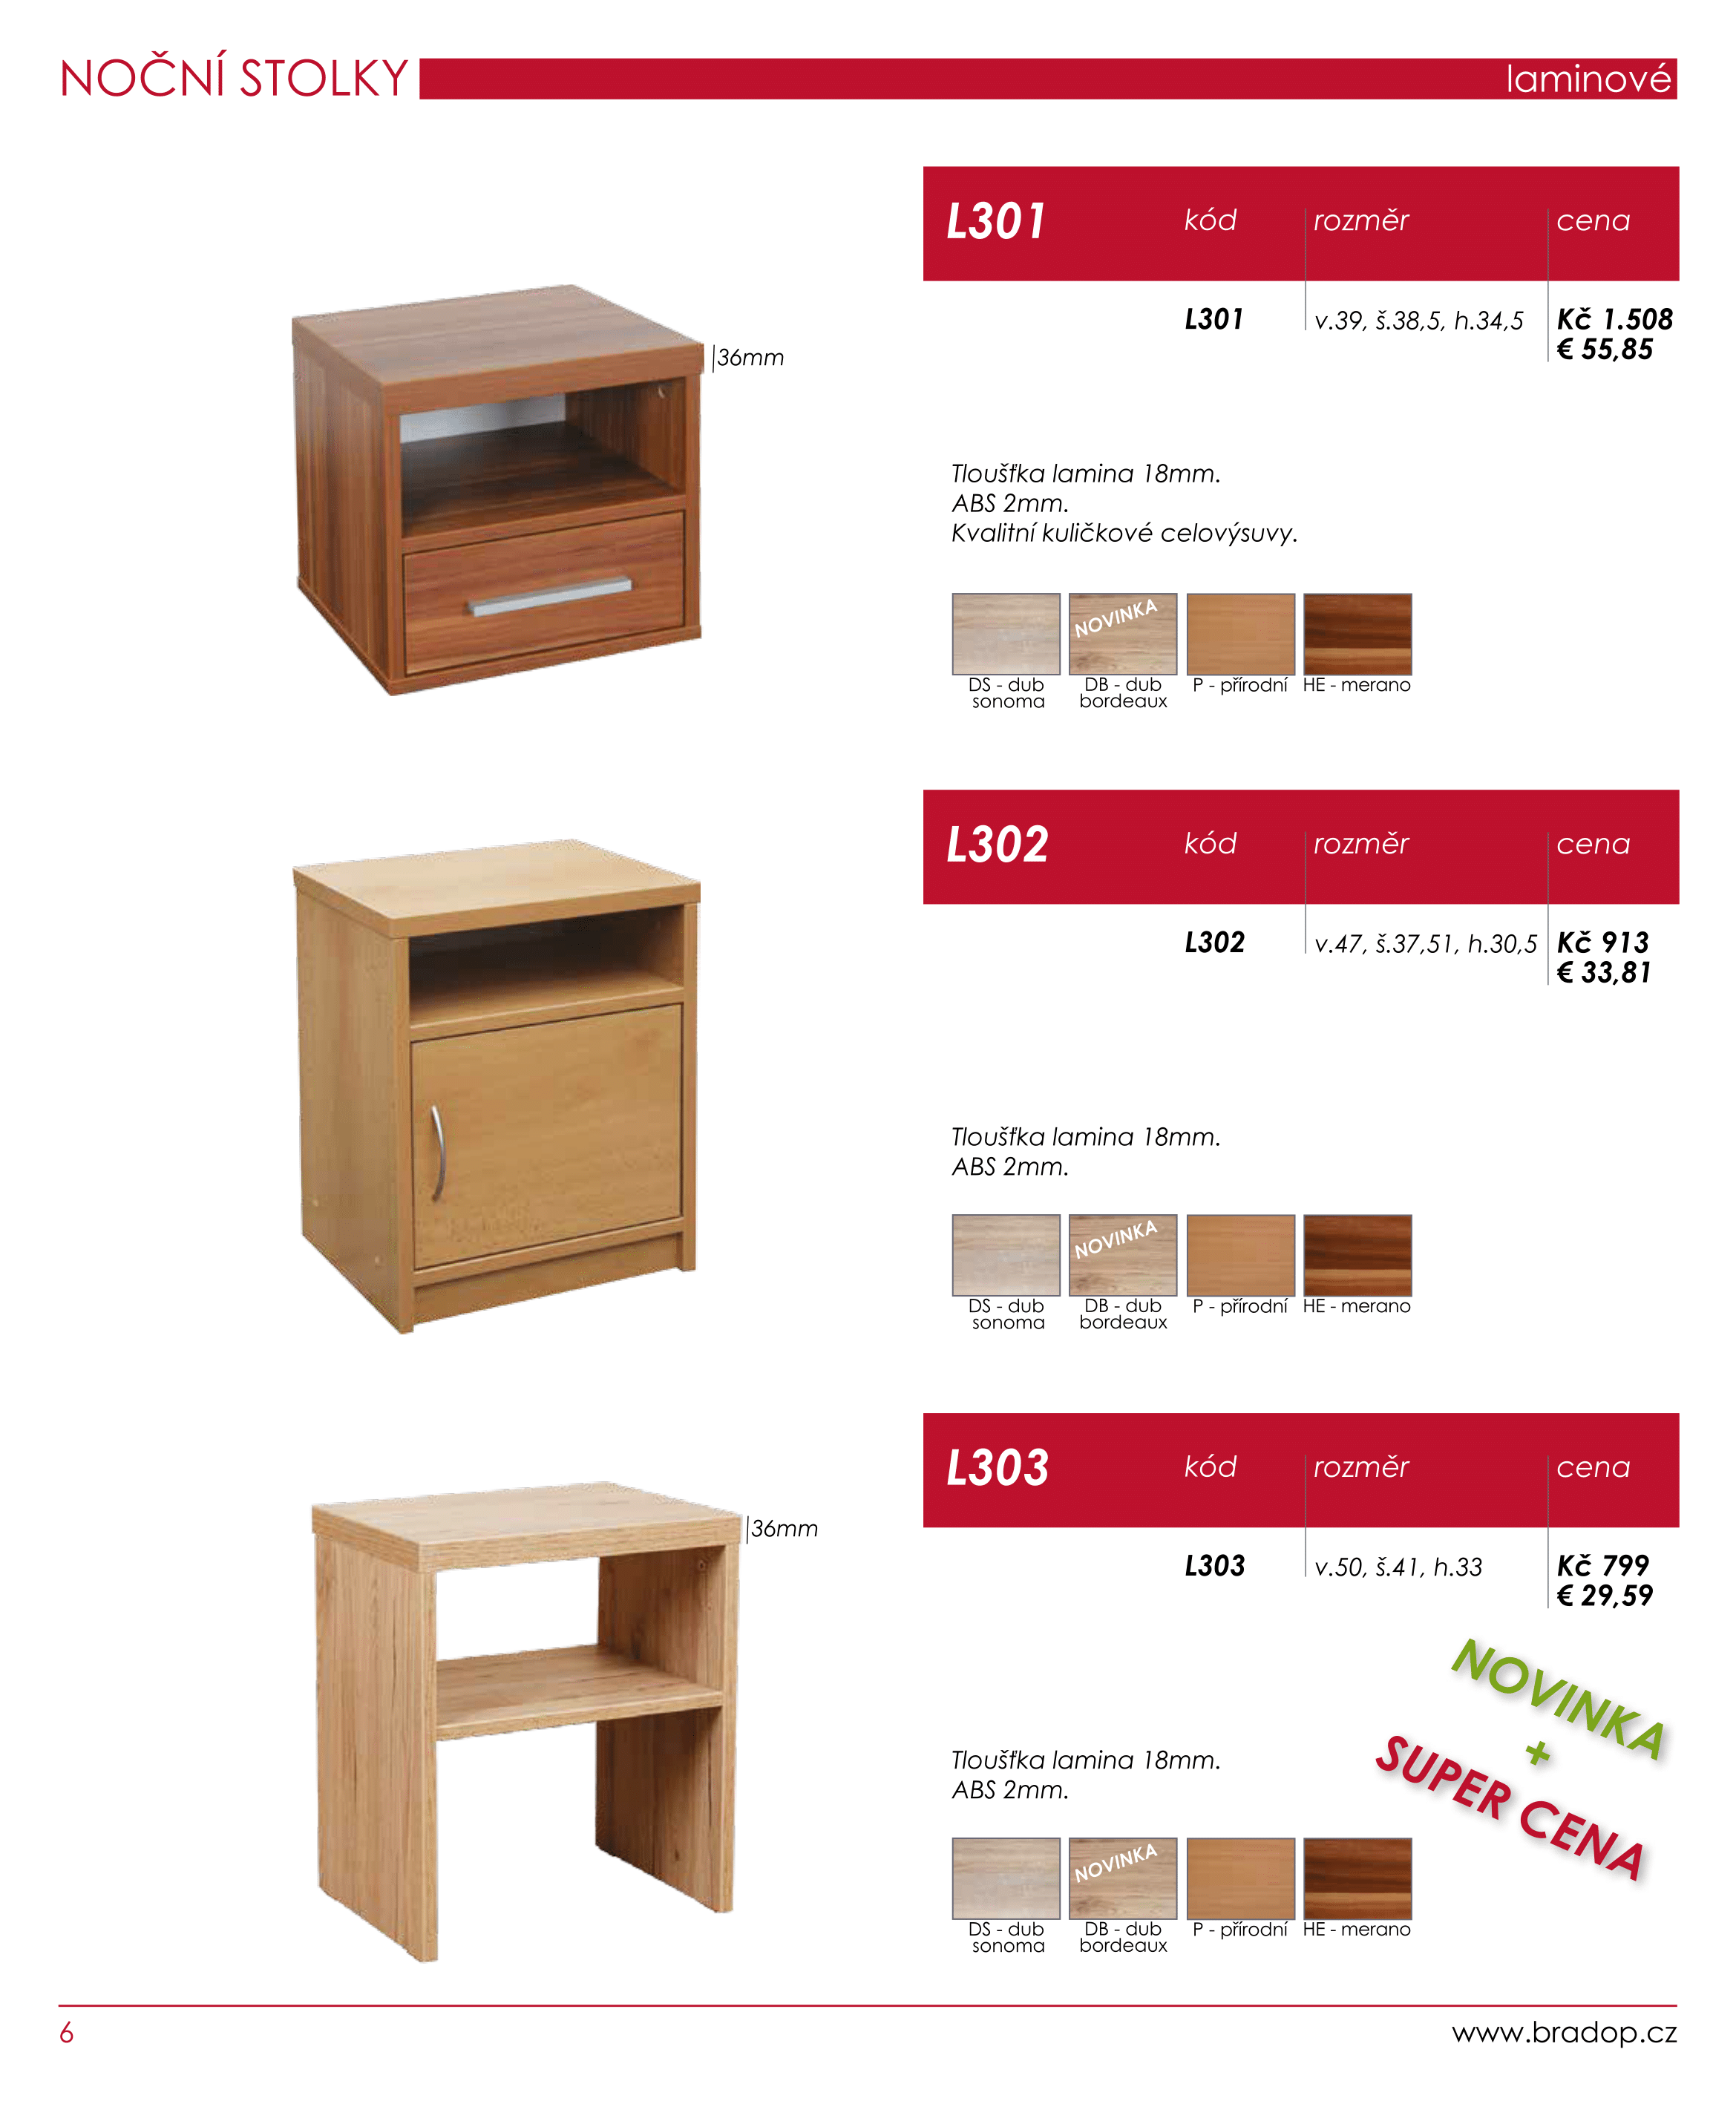 NOČNÍ STOLKY
laminové
L301 kód rozměr cena
L301 v.39, š.38,5, h.34,5 Kč 1.508
€ 55,85
36mm
Tloušťka lamina 18mm.
ABS 2mm.
Kvalitní kuličkové celovýsuvy.
NOVINKA
DS - dub DB - dub P - přírodní HE - merano
sonoma bordeaux
L302 kód rozměr cena
L302 v.47, š.37,51, h.30,5 Kč 913
€ 33,81
Tloušťka lamina 18mm.
ABS 2mm.
NOVINKA
DS - dub DB - dub P - přírodní HE - merano
sonoma bordeaux
L303 kód rozměr cena
36mm
L303 v.50, š.41, h.33 Kč 799
€ 29,59
NOVINKA
+
SUPER CENA
Tloušťka lamina 18mm.
ABS 2mm.
NOVINKA
DS - dub DB - dub P - přírodní HE - merano
sonoma bordeaux
6
www.bradop.cz